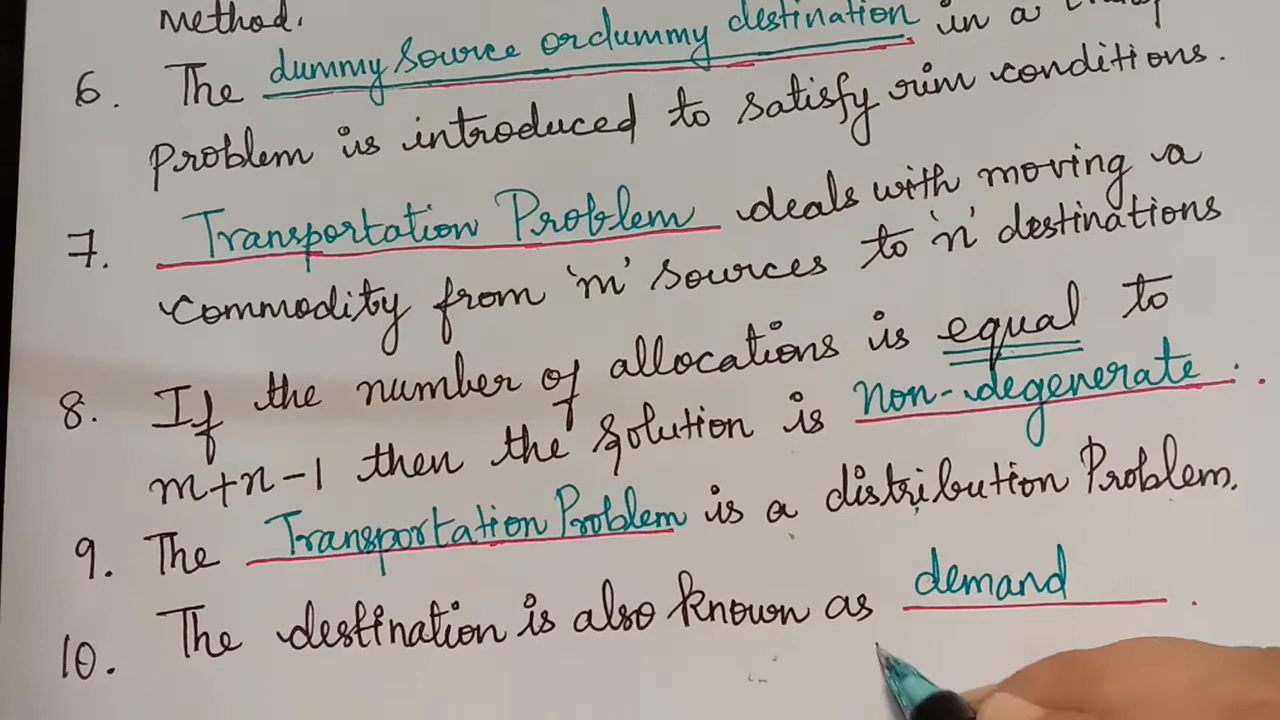 method.
6. The dummy source or dummy destination in a
problem is introduced to satisfy rim conditions.
7. Transportation Problem deals with moving a
commodity from 'm' sources to 'n' destinations
8. If the number of allocations is equal to
m+n-1 then the solution is non-degenerate.
9. The Transportation Problem is a distribution Problem.
10. The destination is also known as demand.